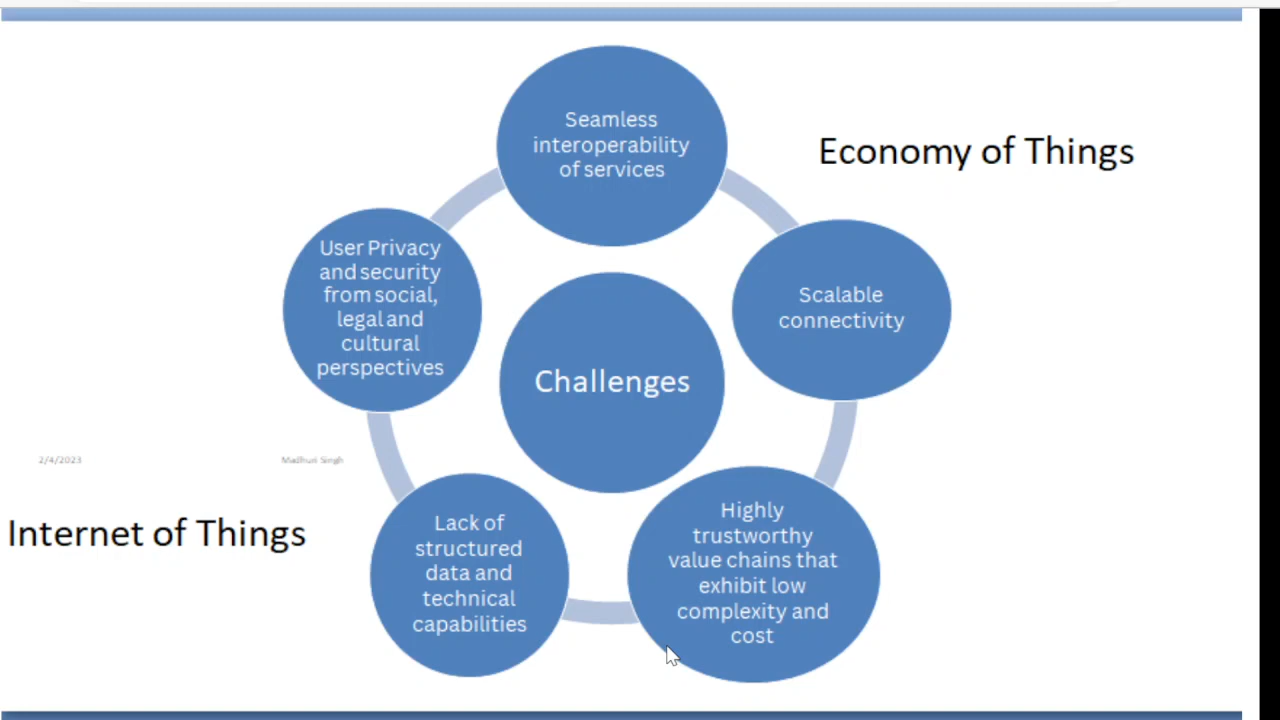 Seamless
interoperability
of services
Economy of Things
Scalable
connectivity
User Privacy
and security
from social,
legal and
cultural
perspectives
Challenges
2/4/2023
Madhuri Singh
Internet of Things
Lack of
structured
data and
technical
capabilities
Highly
trustworthy
value chains that
exhibit low
complexity and
cost